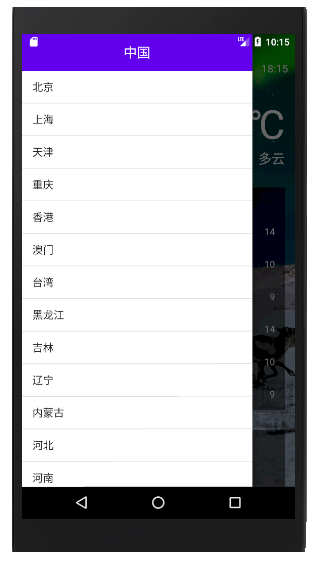 10:15
中国
18:15
℃
北京
上海
多云
天津
重庆
香港
澳门
14
台湾
10
黑龙江
9
吉林
14
辽宁
10
内蒙古
9
河北
河南